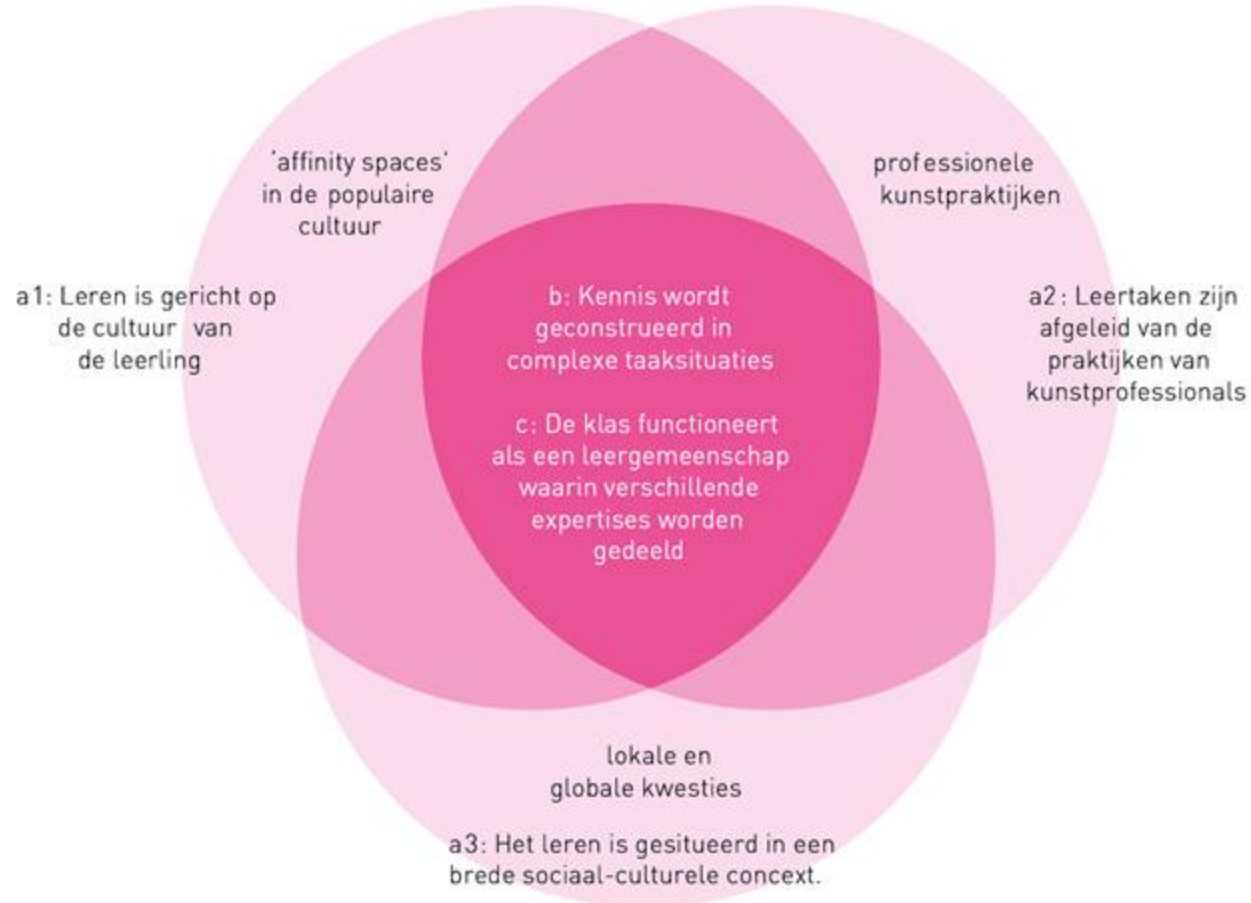 'affinity spaces'
in de populaire
cultuur
professionele
kunstpraktijken
a1: Leren is gericht op
de cultuur van
de leerling
b: Kennis wordt
geconstrueerd in
complexe taaksituaties
c: De klas functioneert
als een leergemeenschap
waarin verschillende
expertises worden
gedeeld
a2: Leertaken zijn
afgeleid van de
praktijken van
kunstprofessionals
lokale en
globale kwesties
a3: Het leren is gesitueerd in een
brede sociaal-culturele concext.